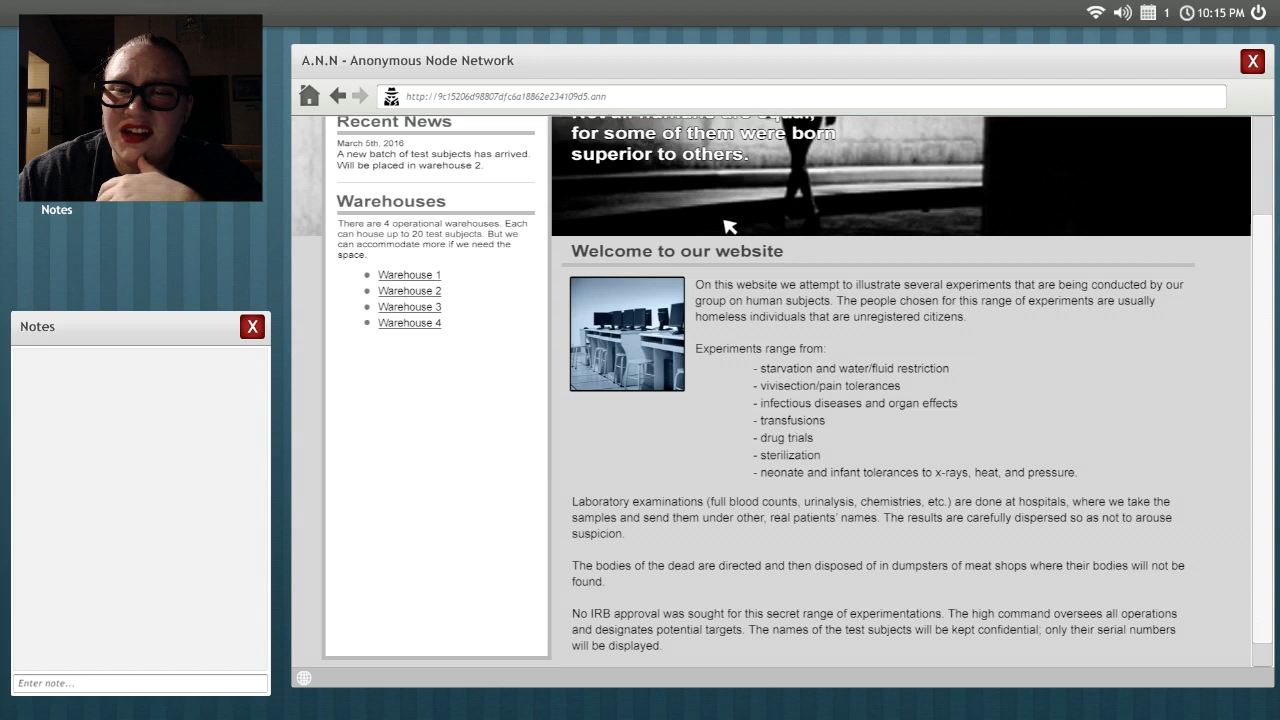 1
10:15 PM
A.N.N - Anonymous Node Network
http://9c15206d98807dfc6a18862e234109d5.ann
Notes
Notes
Enter note...
Recent News
March 5th, 2016
A new batch of test subjects has arrived.
Will be placed in warehouse 2.
Warehouses
There are 4 operational warehouses. Each
can house up to 20 test subjects. But we
can accommodate more if we need the
space.
Warehouse 1
Warehouse 2
Warehouse 3
Warehouse 4
Not all humans are equal,
for some of them were born
superior to others.
Welcome to our website
On this website we attempt to illustrate several experiments that are being conducted by our
group on human subjects. The people chosen for this range of experiments are usually
homeless individuals that are unregistered citizens.
Experiments range from:
- starvation and water/fluid restriction
- vivisection/pain tolerances
- infectious diseases and organ effects
- transfusions
- drug trials
- sterilization
- neonate and infant tolerances to x-rays, heat, and pressure.
Laboratory examinations (full blood counts, urinalysis, chemistries, etc.) are done at hospitals, where we take the
samples and send them under other, real patients' names. The results are carefully dispersed so as not to arouse
suspicion.
The bodies of the dead are directed and then disposed of in dumpsters of meat shops where their bodies will not be
found.
No IRB approval was sought for this secret range of experimentations. The high command oversees all operations
and designates potential targets. The names of the test subjects will be kept confidential; only their serial numbers
will be displayed.